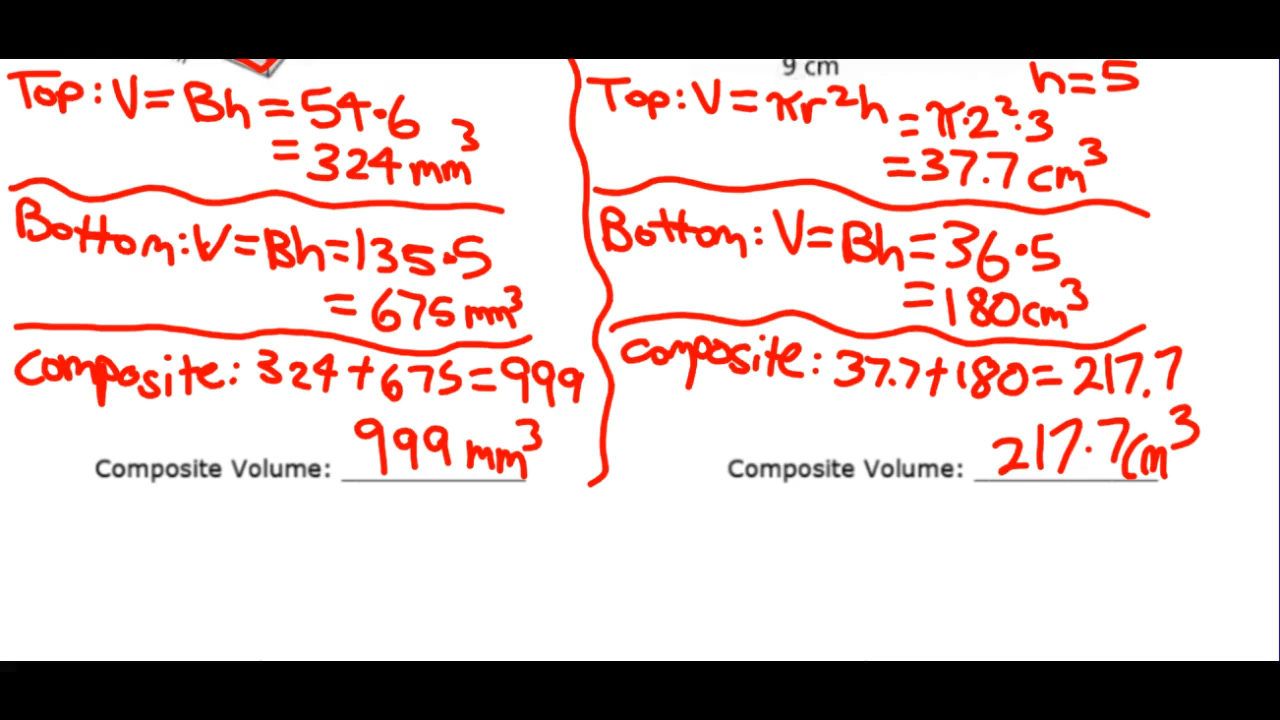 Top: V = Bh = 54·6
= 324 mm³
Bottom: V = Bh = 135·5
= 675 mm³
Composite: 324 + 675 = 999
999 mm³
Composite Volume: ____________
9 cm
h = 5
Top: V = πr²h = π·2²·3
= 37.7 cm³
Bottom: V = Bh = 36·5
= 180 cm³
Composite: 37.7 + 180 = 217.7
217.7 cm³
Composite Volume: ____________